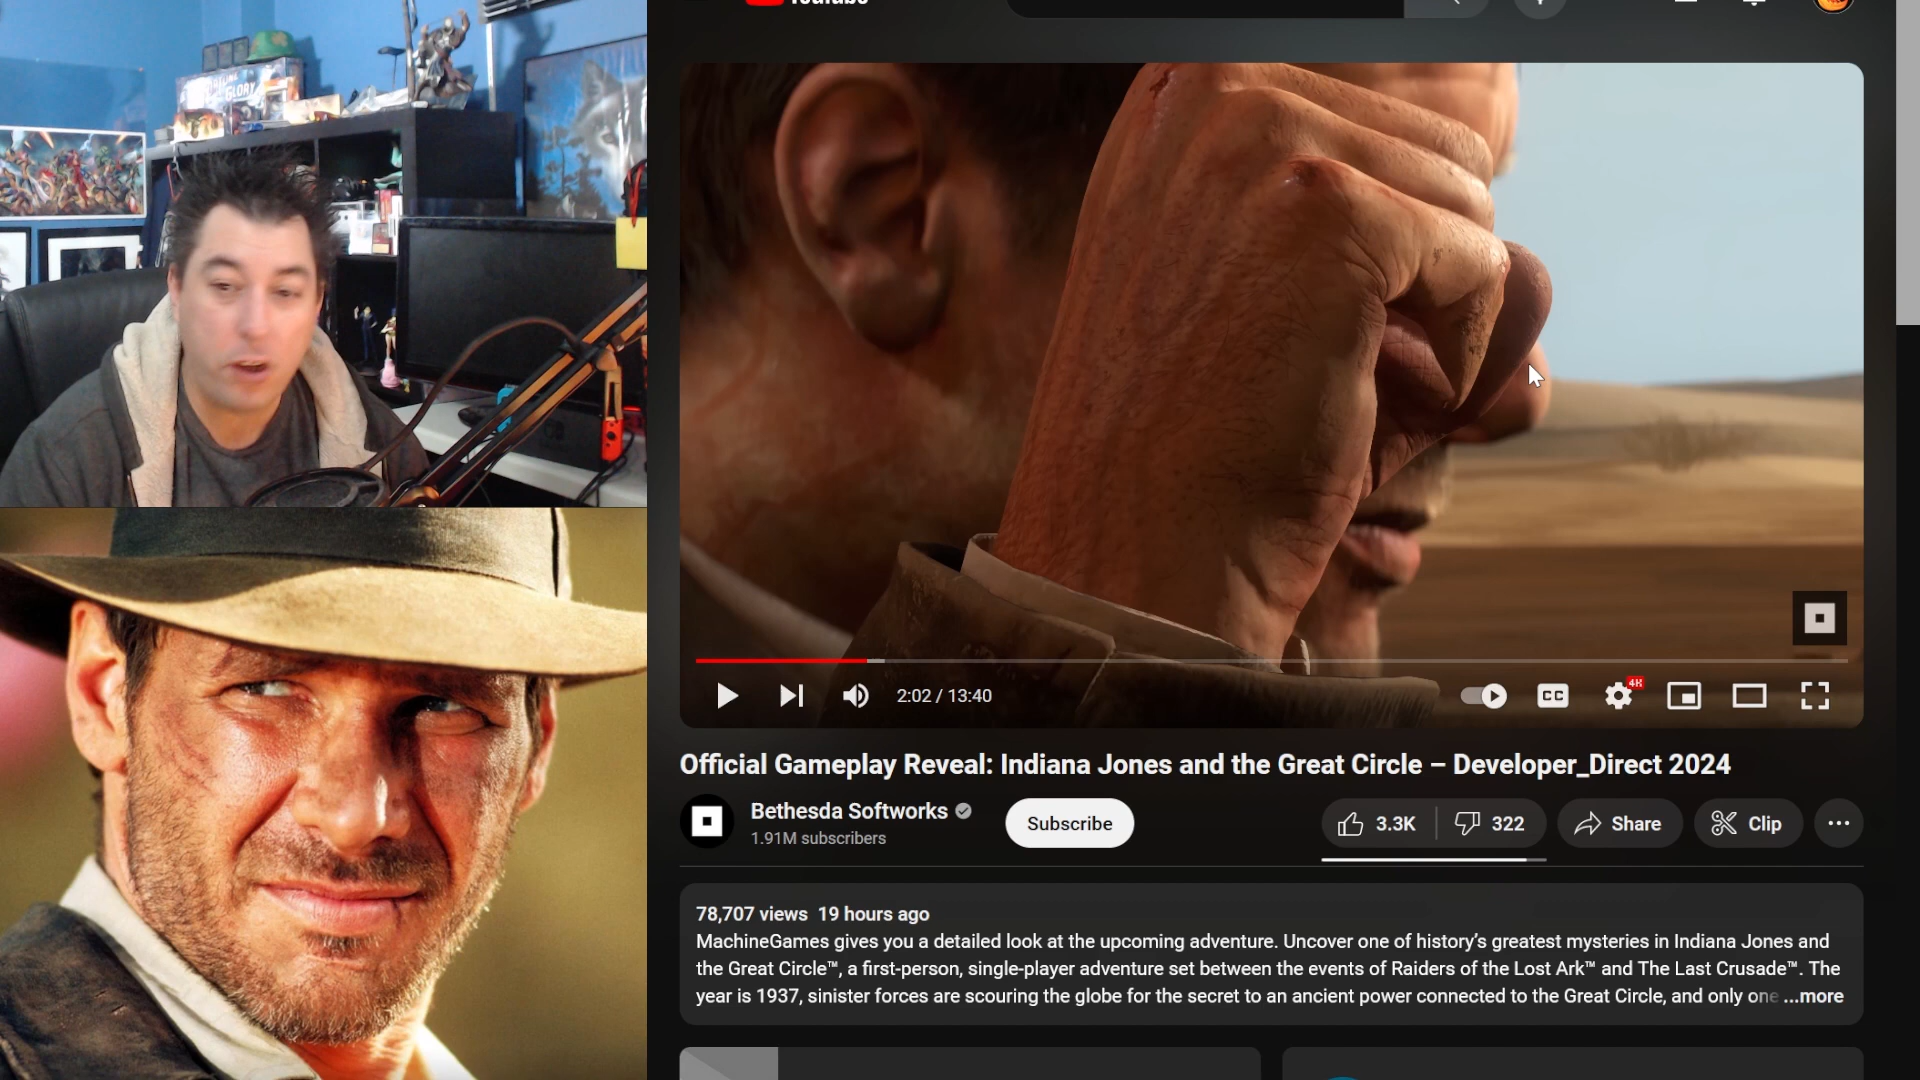 YouTube
GLORY
2:02 / 13:40
CC
4K
Official Gameplay Reveal: Indiana Jones and the Great Circle – Developer_Direct 2024
Bethesda Softworks
1.91M subscribers
Subscribe
3.3K
322
Share
Clip
78,707 views 19 hours ago
MachineGames gives you a detailed look at the upcoming adventure. Uncover one of history’s greatest mysteries in Indiana Jones and
the Great Circle™, a first-person, single-player adventure set between the events of Raiders of the Lost Ark™ and The Last Crusade™. The
year is 1937, sinister forces are scouring the globe for the secret to an ancient power connected to the Great Circle, and only one ...more